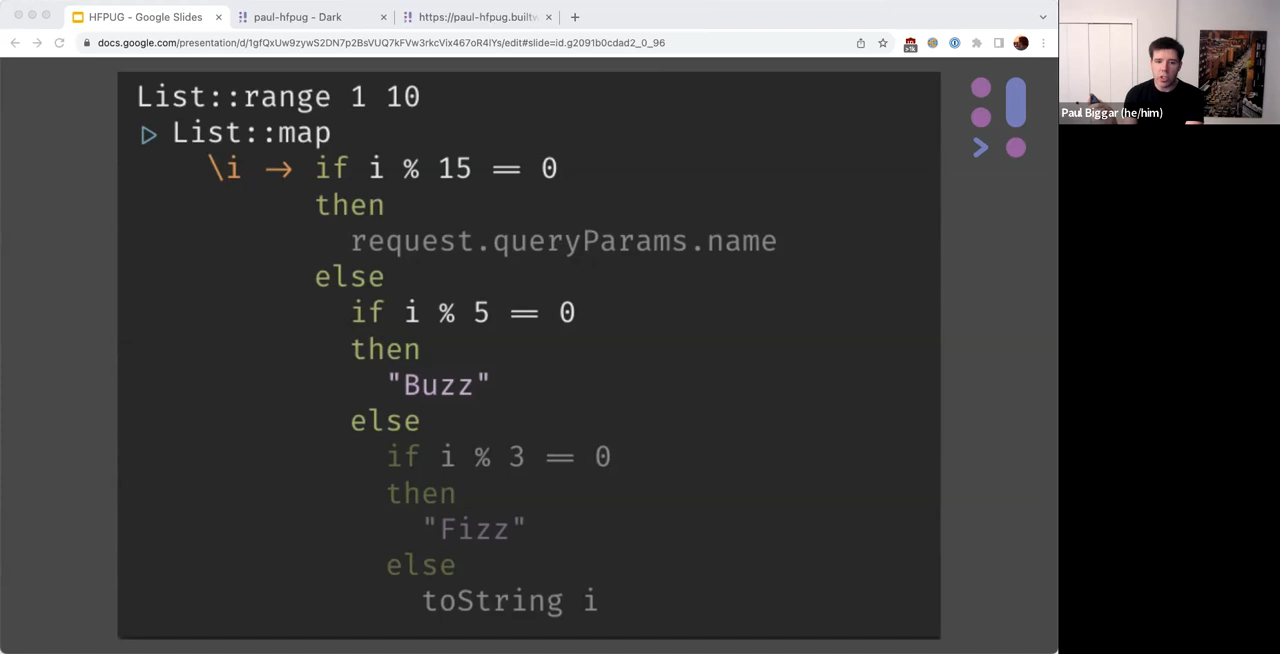 HFPUG - Google Slides
paul-hfpug - Dark
https://paul-hfpug.builtw
docs.google.com/presentation/d/1gfQxUw9zywS2DN7p2BsVUQ7kFVw3rkcVix467oR4lYs/edit#slide=id.g2091b0cdad2_0_96
List::range 1 10
▷ List::map
\i → if i % 15 == 0
then
request.queryParams.name
else
if i % 5 == 0
then
"Buzz"
else
if i % 3 == 0
then
"Fizz"
else
toString i
Paul Biggar (he/him)